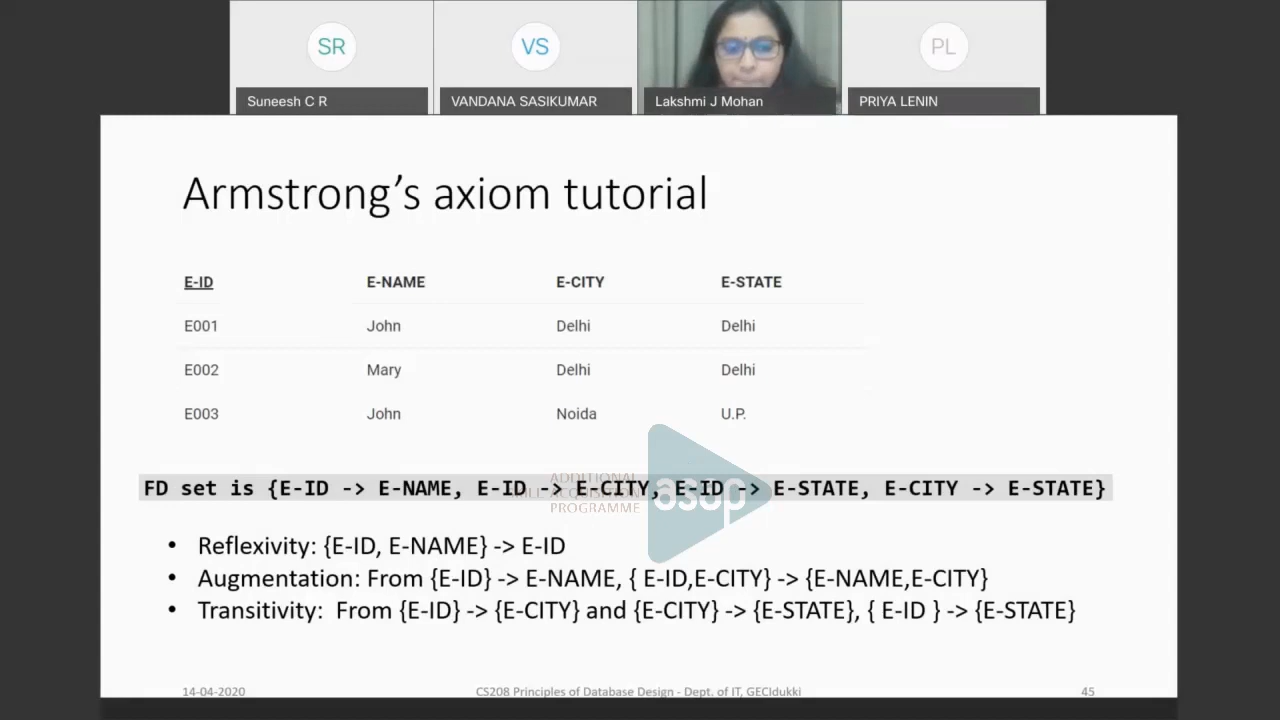 SR
VS
PL
Suneesh C R
VANDANA SASIKUMAR
Lakshmi J Mohan
PRIYA LENIN
Armstrong's axiom tutorial
E-ID E-NAME E-CITY E-STATE
E001 John Delhi Delhi
E002 Mary Delhi Delhi
E003 John Noida U.P.
ADDITIONAL
FD set is {E-ID -> E-NAME, E-ID -> E-CITY, E-ID -> E-STATE, E-CITY -> E-STATE}
asap
PROGRAMME
• Reflexivity: {E-ID, E-NAME} -> E-ID
• Augmentation: From {E-ID} -> E-NAME, { E-ID,E-CITY} -> {E-NAME,E-CITY}
• Transitivity: From {E-ID} -> {E-CITY} and {E-CITY} -> {E-STATE}, { E-ID } -> {E-STATE}
14-04-2020 CS208 Principles of Database Design - Dept. of IT, GECIdukki 45